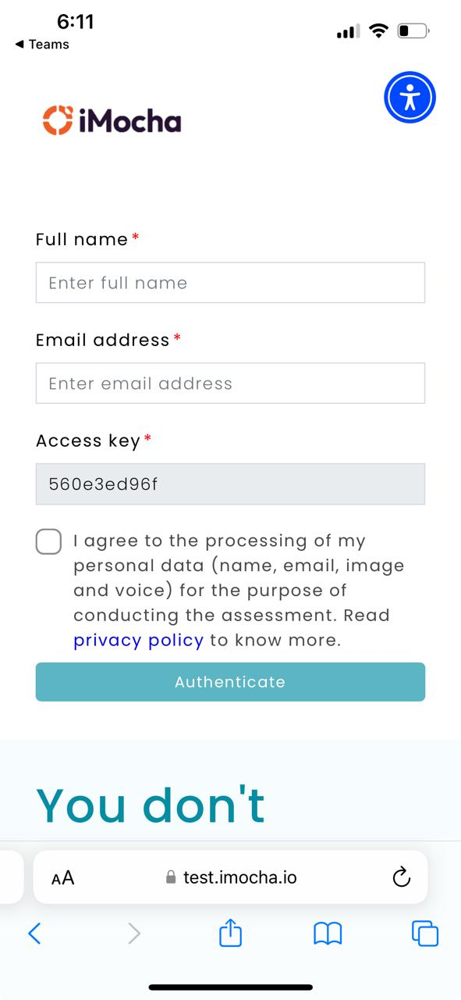 6:11
◀ Teams
iMocha
Full name *
Enter full name
Email address *
Enter email address
Access key *
560e3ed96f
I agree to the processing of my
personal data (name, email, image
and voice) for the purpose of
conducting the assessment. Read
privacy policy to know more.
Authenticate
You don't
AA test.imocha.io